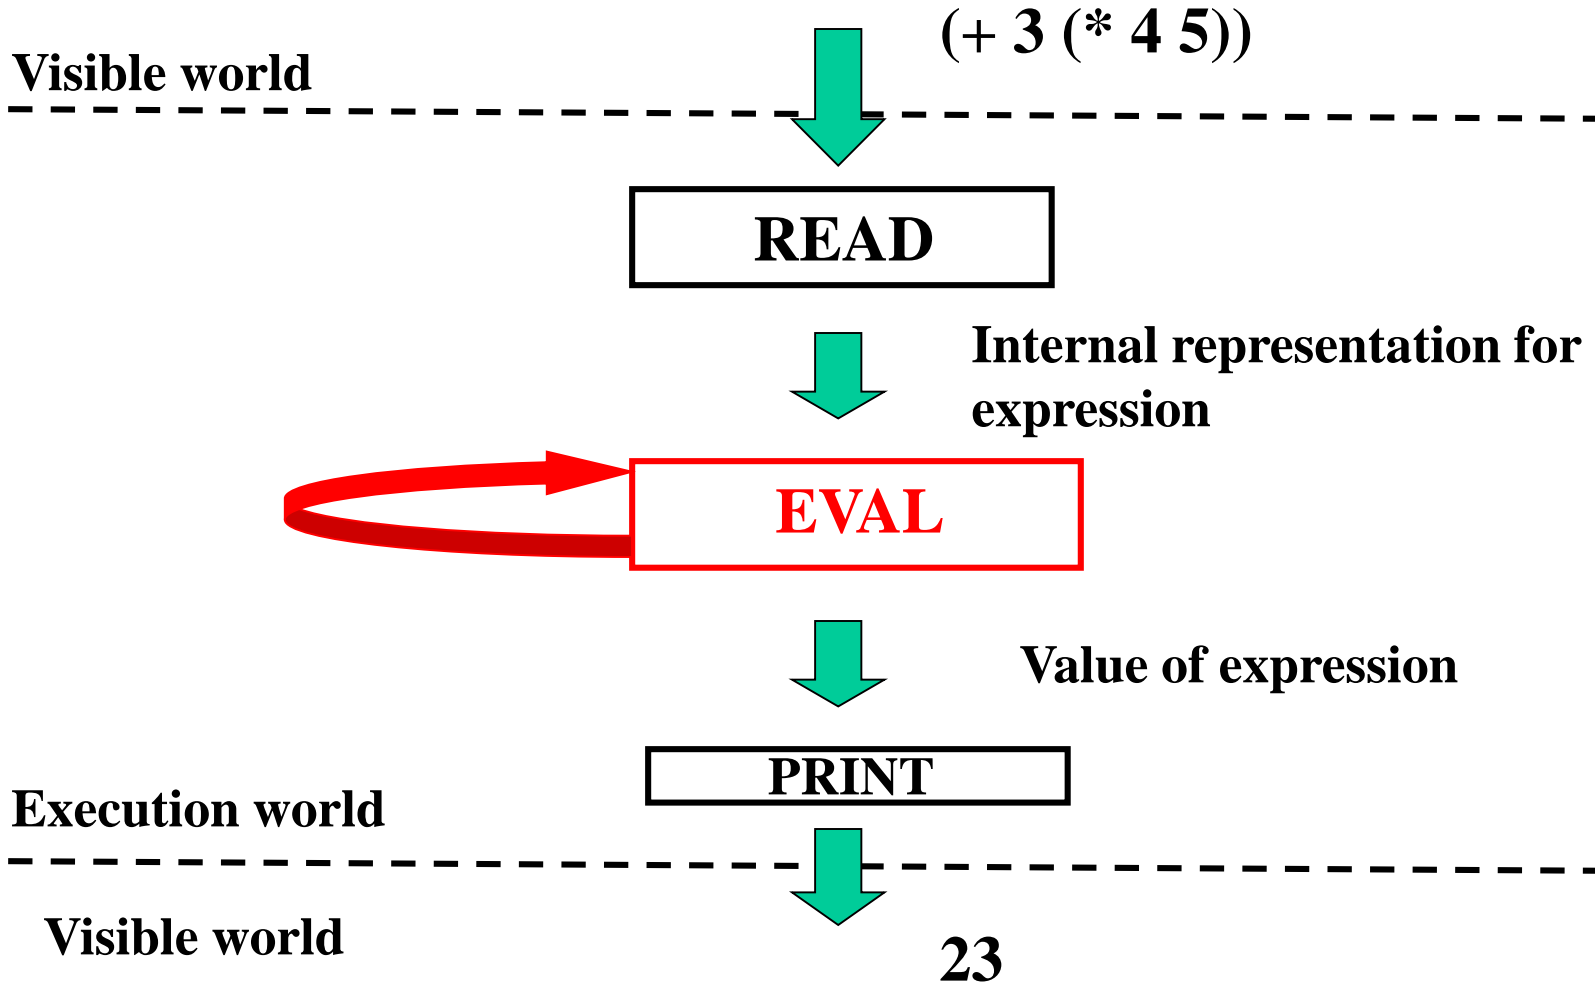 (+ 3 (* 4 5))
Visible world
READ
Internal representation for
expression
EVAL
Value of expression
PRINT
Execution world
Visible world
23